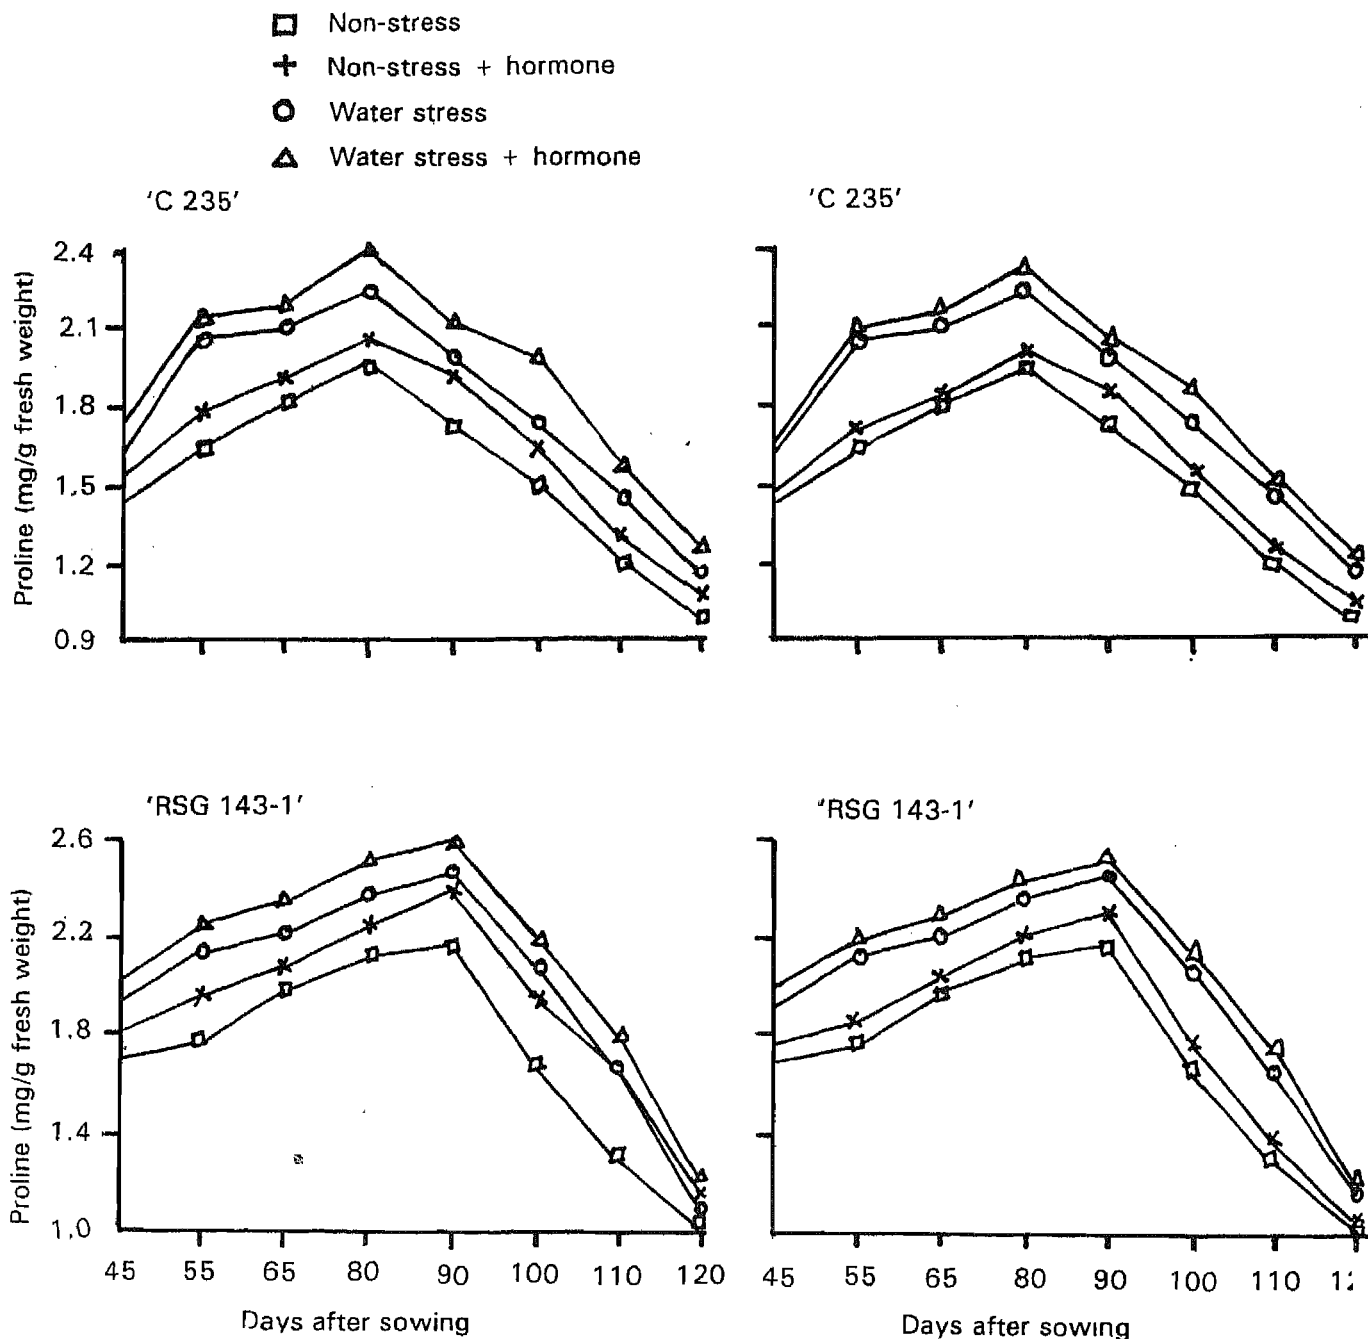 Non-stress
Non-stress + hormone
Water stress
Water stress + hormone
'C 235'
2.4
2.1
1.8
1.5
1.2
0.9
Proline (mg/g fresh weight)
'C 235'
'RSG 143-1'
2.6
2.2
1.8
1.4
1.0
Proline (mg/g fresh weight)
45 55 65 80 90 100 110 120
Days after sowing
"RSG 143-1'
45 55 65 80 90 100 110
Days after sowing